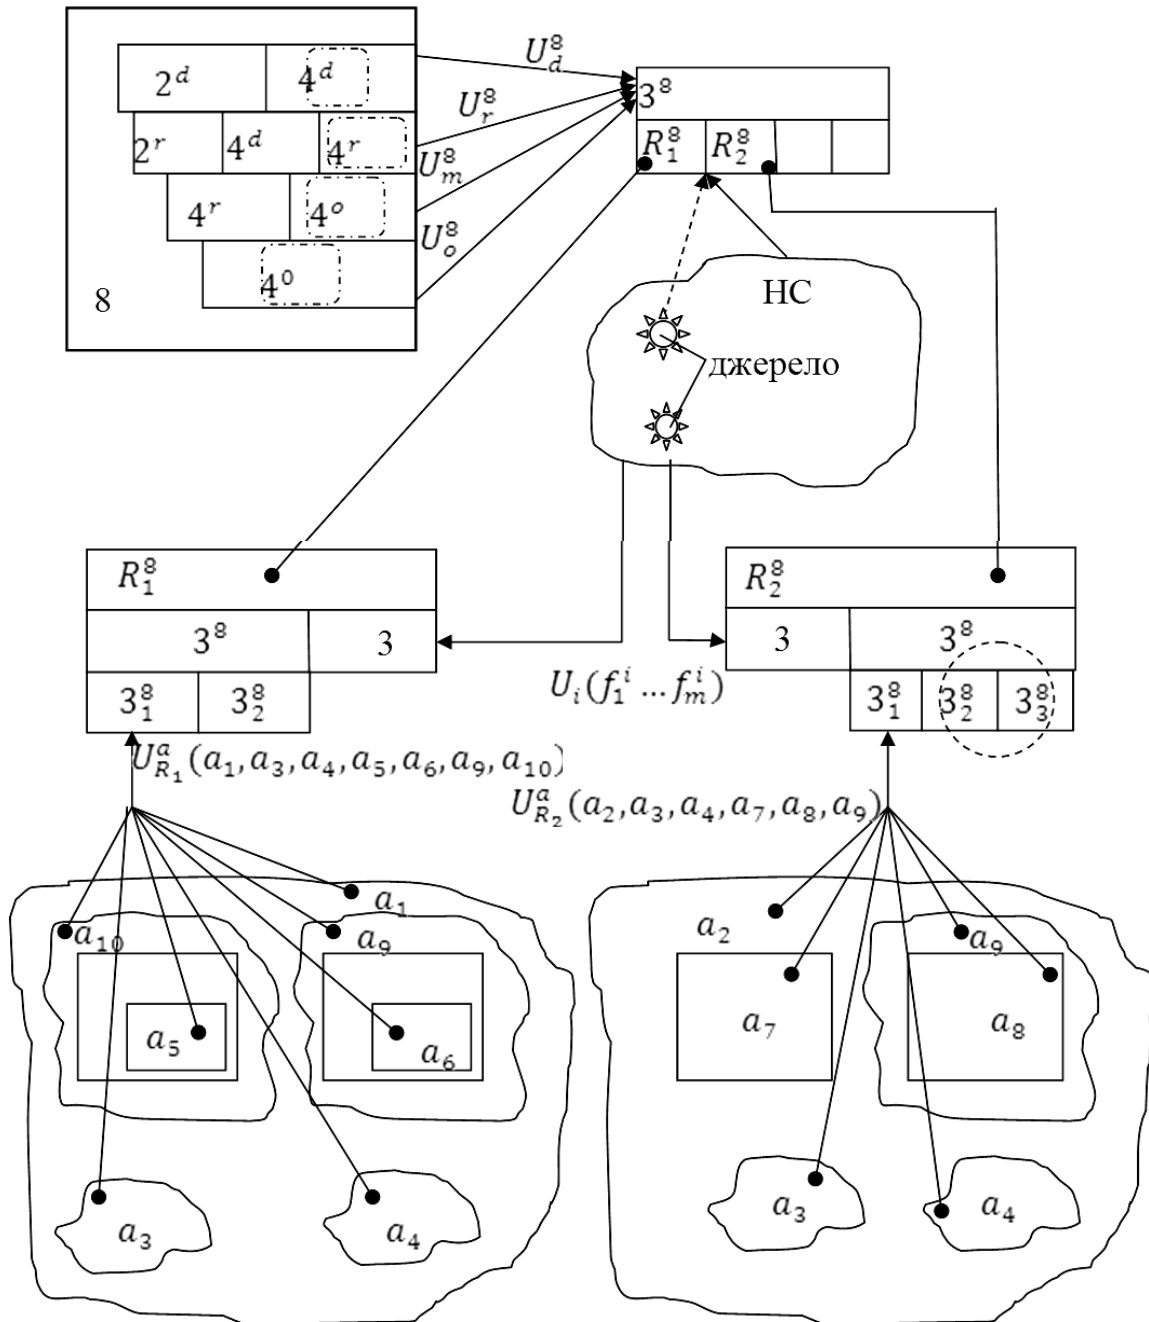 2^d 4^d
2^r 4^d 4^r
4^r 4^o
4^0
8
U_d^8
U_r^8
U_m^8
U_o^8
3^8
R_1^8 R_2^8
НС
джерело
R_1^8
3^8 3
3_1^8 3_2^8
R_2^8
3 3^8
3_1^8 3_2^8 3_3^8
U_i(f_1^i ... f_m^i)
U_{R_1}^a(a_1, a_3, a_4, a_5, a_6, a_9, a_{10})
U_{R_2}^a(a_2, a_3, a_4, a_7, a_8, a_9)
a_1
a_{10} a_9
a_5 a_6
a_3 a_4
a_2 a_9
a_7 a_8
a_3 a_4